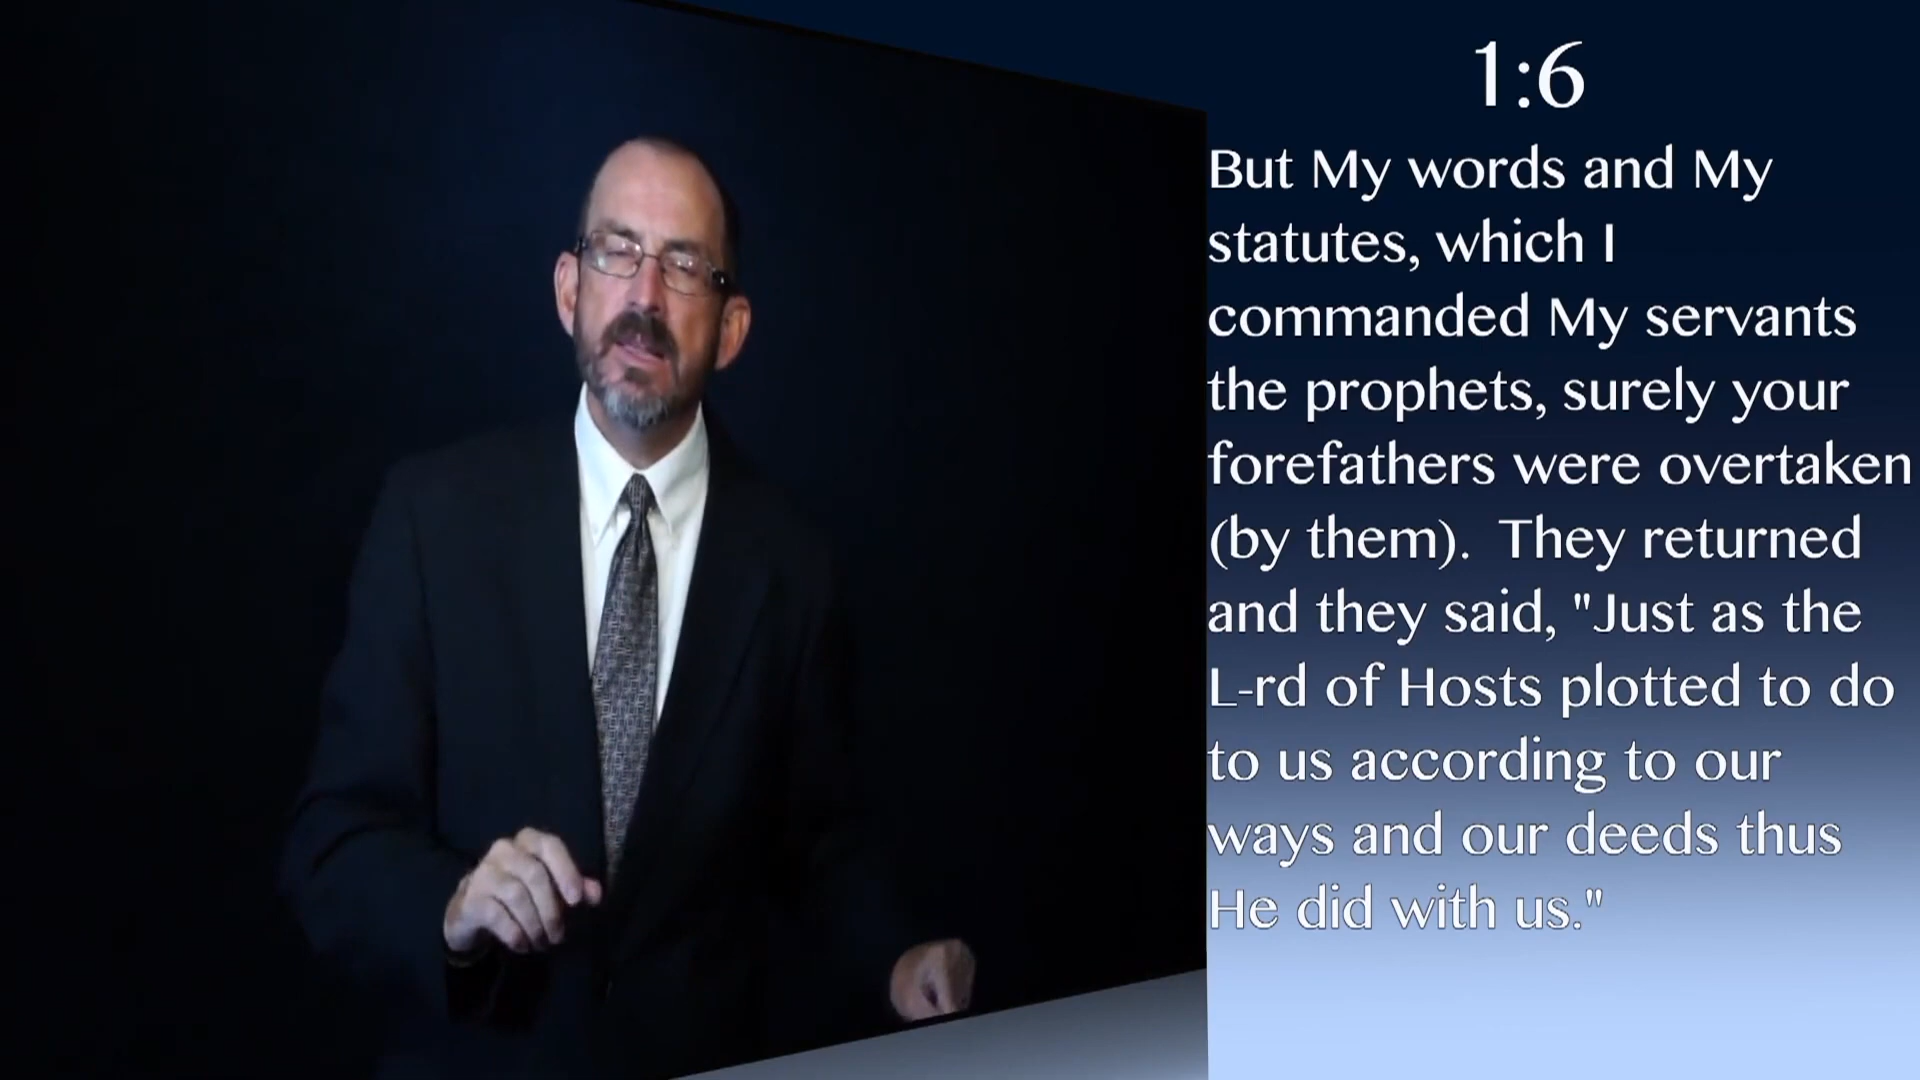 1:6
But My words and My
statutes, which I
commanded My servants
the prophets, surely your
forefathers were overtaken
(by them).  They returned
and they said, "Just as the
L-rd of Hosts plotted to do
to us according to our
ways and our deeds thus
He did with us."